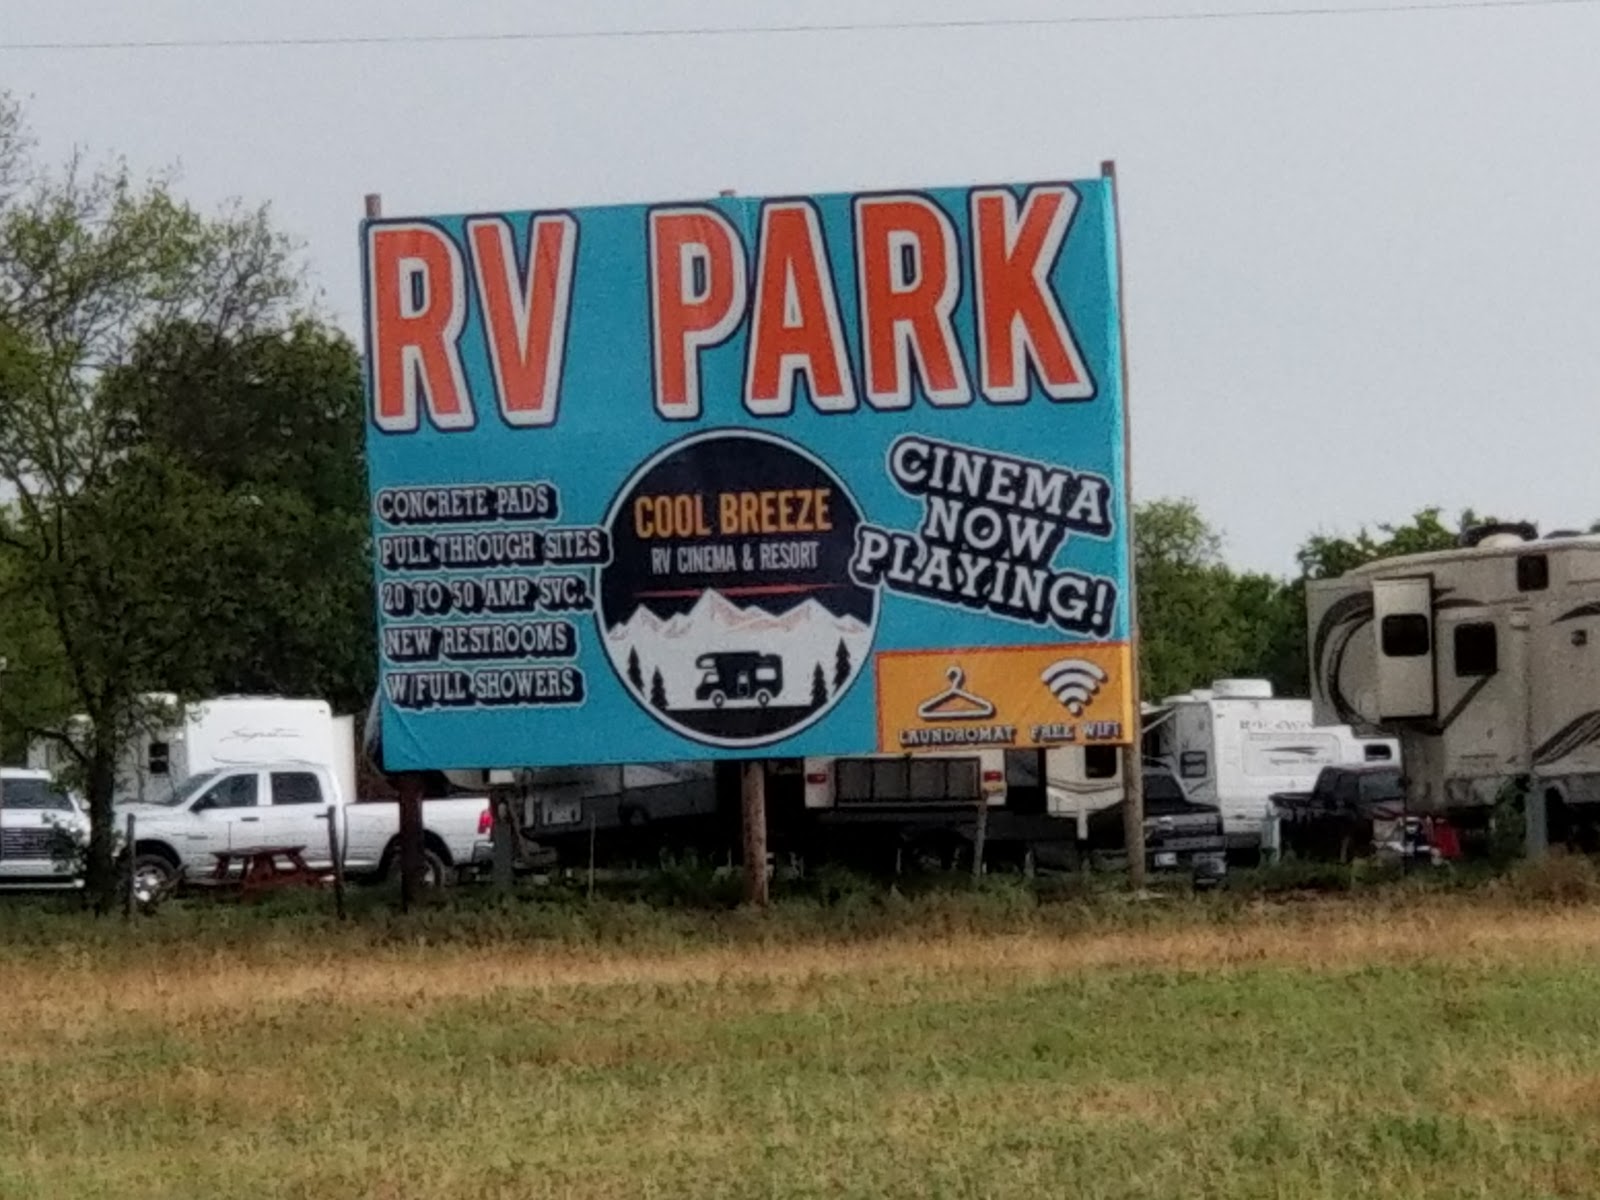 RV PARK
CONCRETE PADS
PULL THROUGH SITES
20 TO 50 AMP SVC.
NEW RESTROOMS
W/FULL SHOWERS
COOL BREEZE
RV CINEMA & RESORT
CINEMA
NOW
PLAYING!
LAUNDROMAT FREE WIFI
Signature